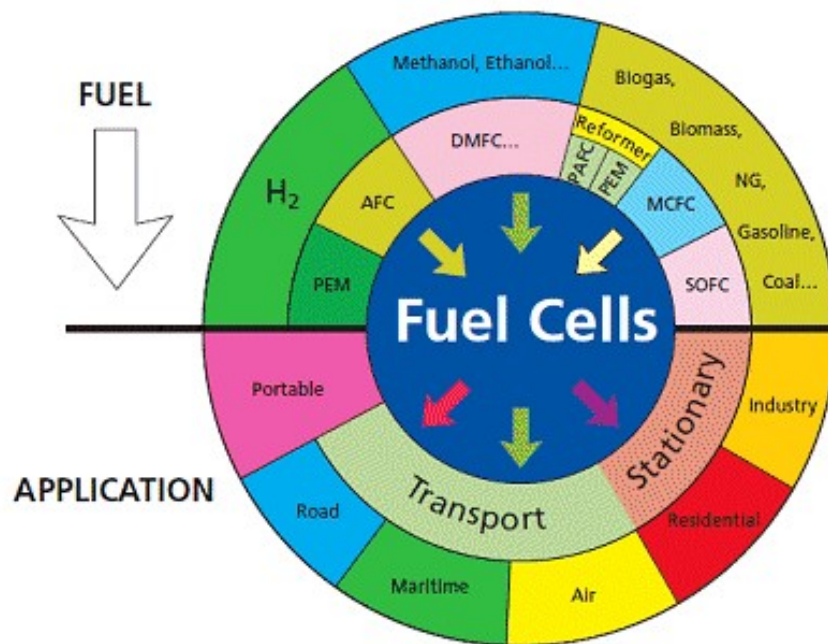 FUEL
Methanol, Ethanol...
Biogas,
Biomass,
NG,
Gasoline,
Coal...
H₂
DMFC...
Reformer
PAFC
PEM
AFC
MCFC
PEM
SOFC
Fuel Cells
Portable
Stationary
Industry
APPLICATION
Transport
Road
Residential
Maritime
Air